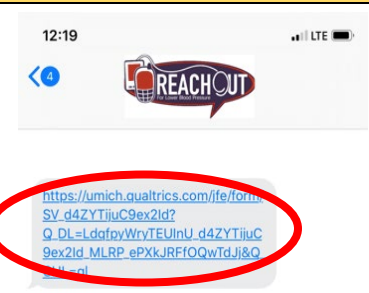 12:19
LTE
4
REACHOUT
For Lower Blood Pressure
https://umich.qualtrics.com/jfe/form/
SV_d4ZYTijuC9ex2Id?
Q_DL=LdqfpyWryTEUInU_d4ZYTijuC
9ex2Id_MLRP_ePXkJRFfOQwTdJj&Q